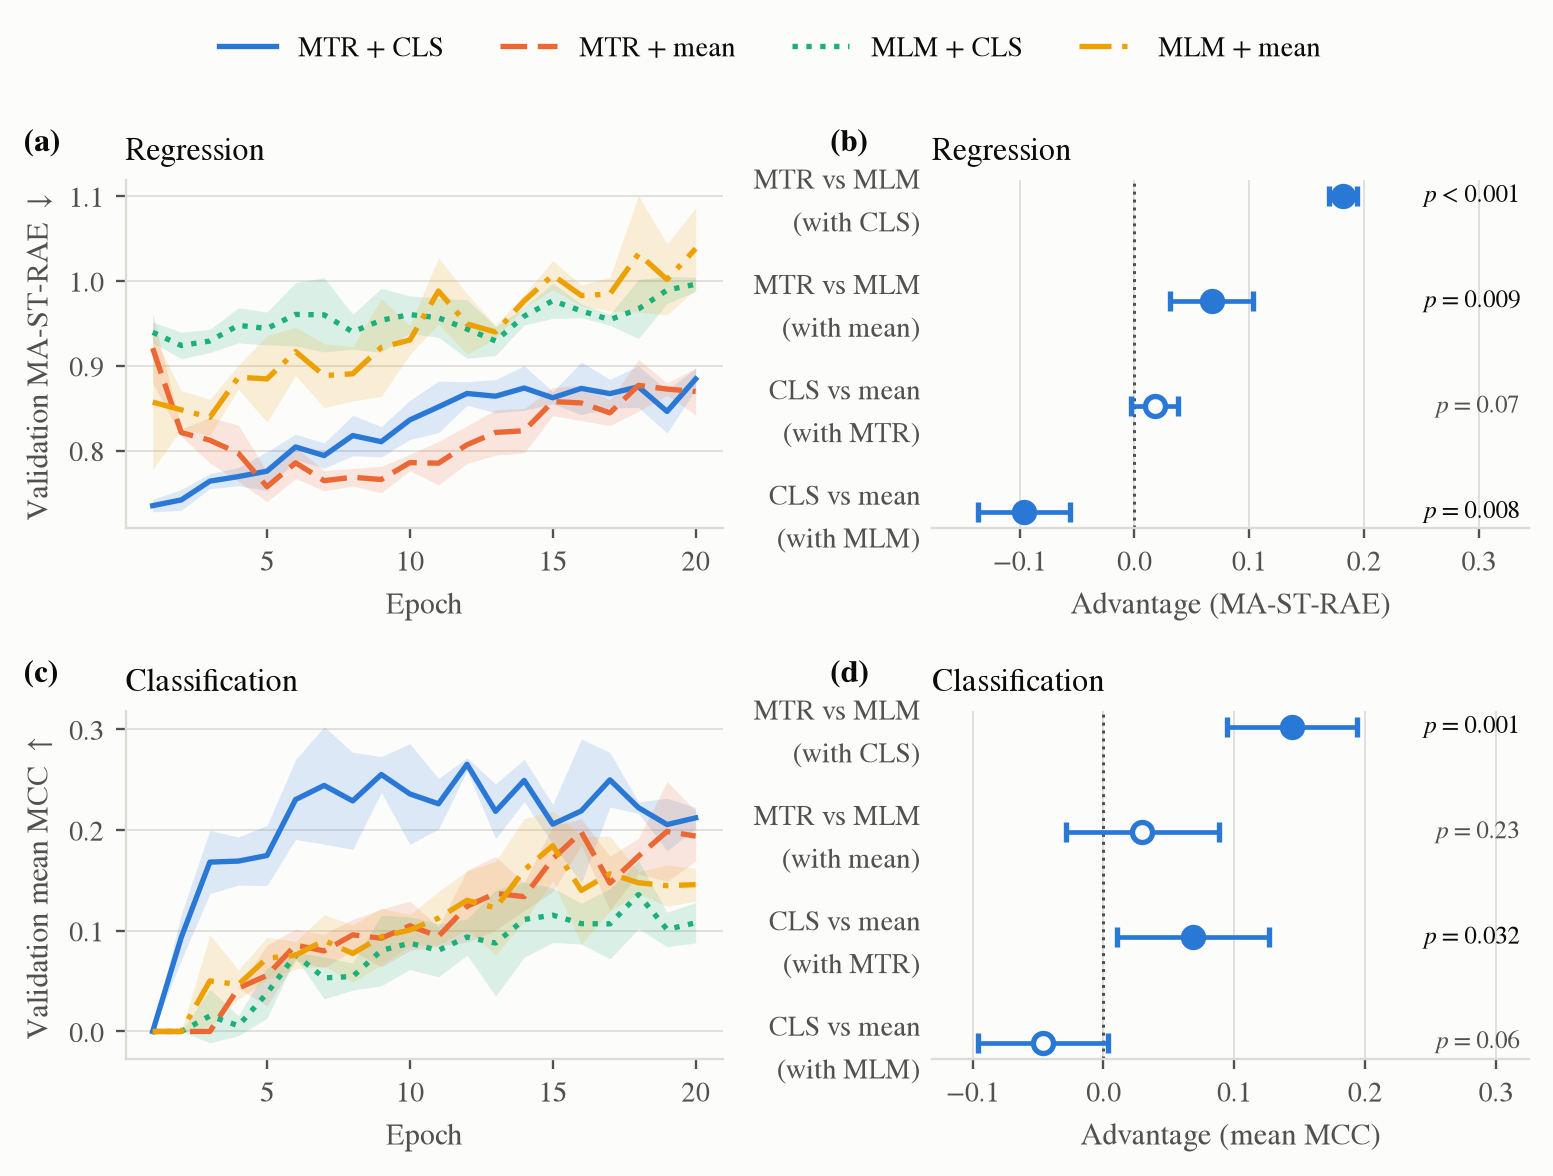 MTR + CLS
MTR + mean
MLM + CLS
MLM + mean
(a)
Regression
Validation MA-ST-RAE ↓
1.1
1.0
0.9
0.8
5
10
15
20
Epoch
(b)
Regression
MTR vs MLM
(with CLS)
MTR vs MLM
(with mean)
CLS vs mean
(with MTR)
CLS vs mean
(with MLM)
p < 0.001
p = 0.009
p = 0.07
p = 0.008
−0.1
0.0
0.1
0.2
0.3
Advantage (MA-ST-RAE)
(c)
Classification
Validation mean MCC ↑
0.3
0.2
0.1
0.0
5
10
15
20
Epoch
(d)
Classification
MTR vs MLM
(with CLS)
MTR vs MLM
(with mean)
CLS vs mean
(with MTR)
CLS vs mean
(with MLM)
p = 0.001
p = 0.23
p = 0.032
p = 0.06
−0.1
0.0
0.1
0.2
0.3
Advantage (mean MCC)